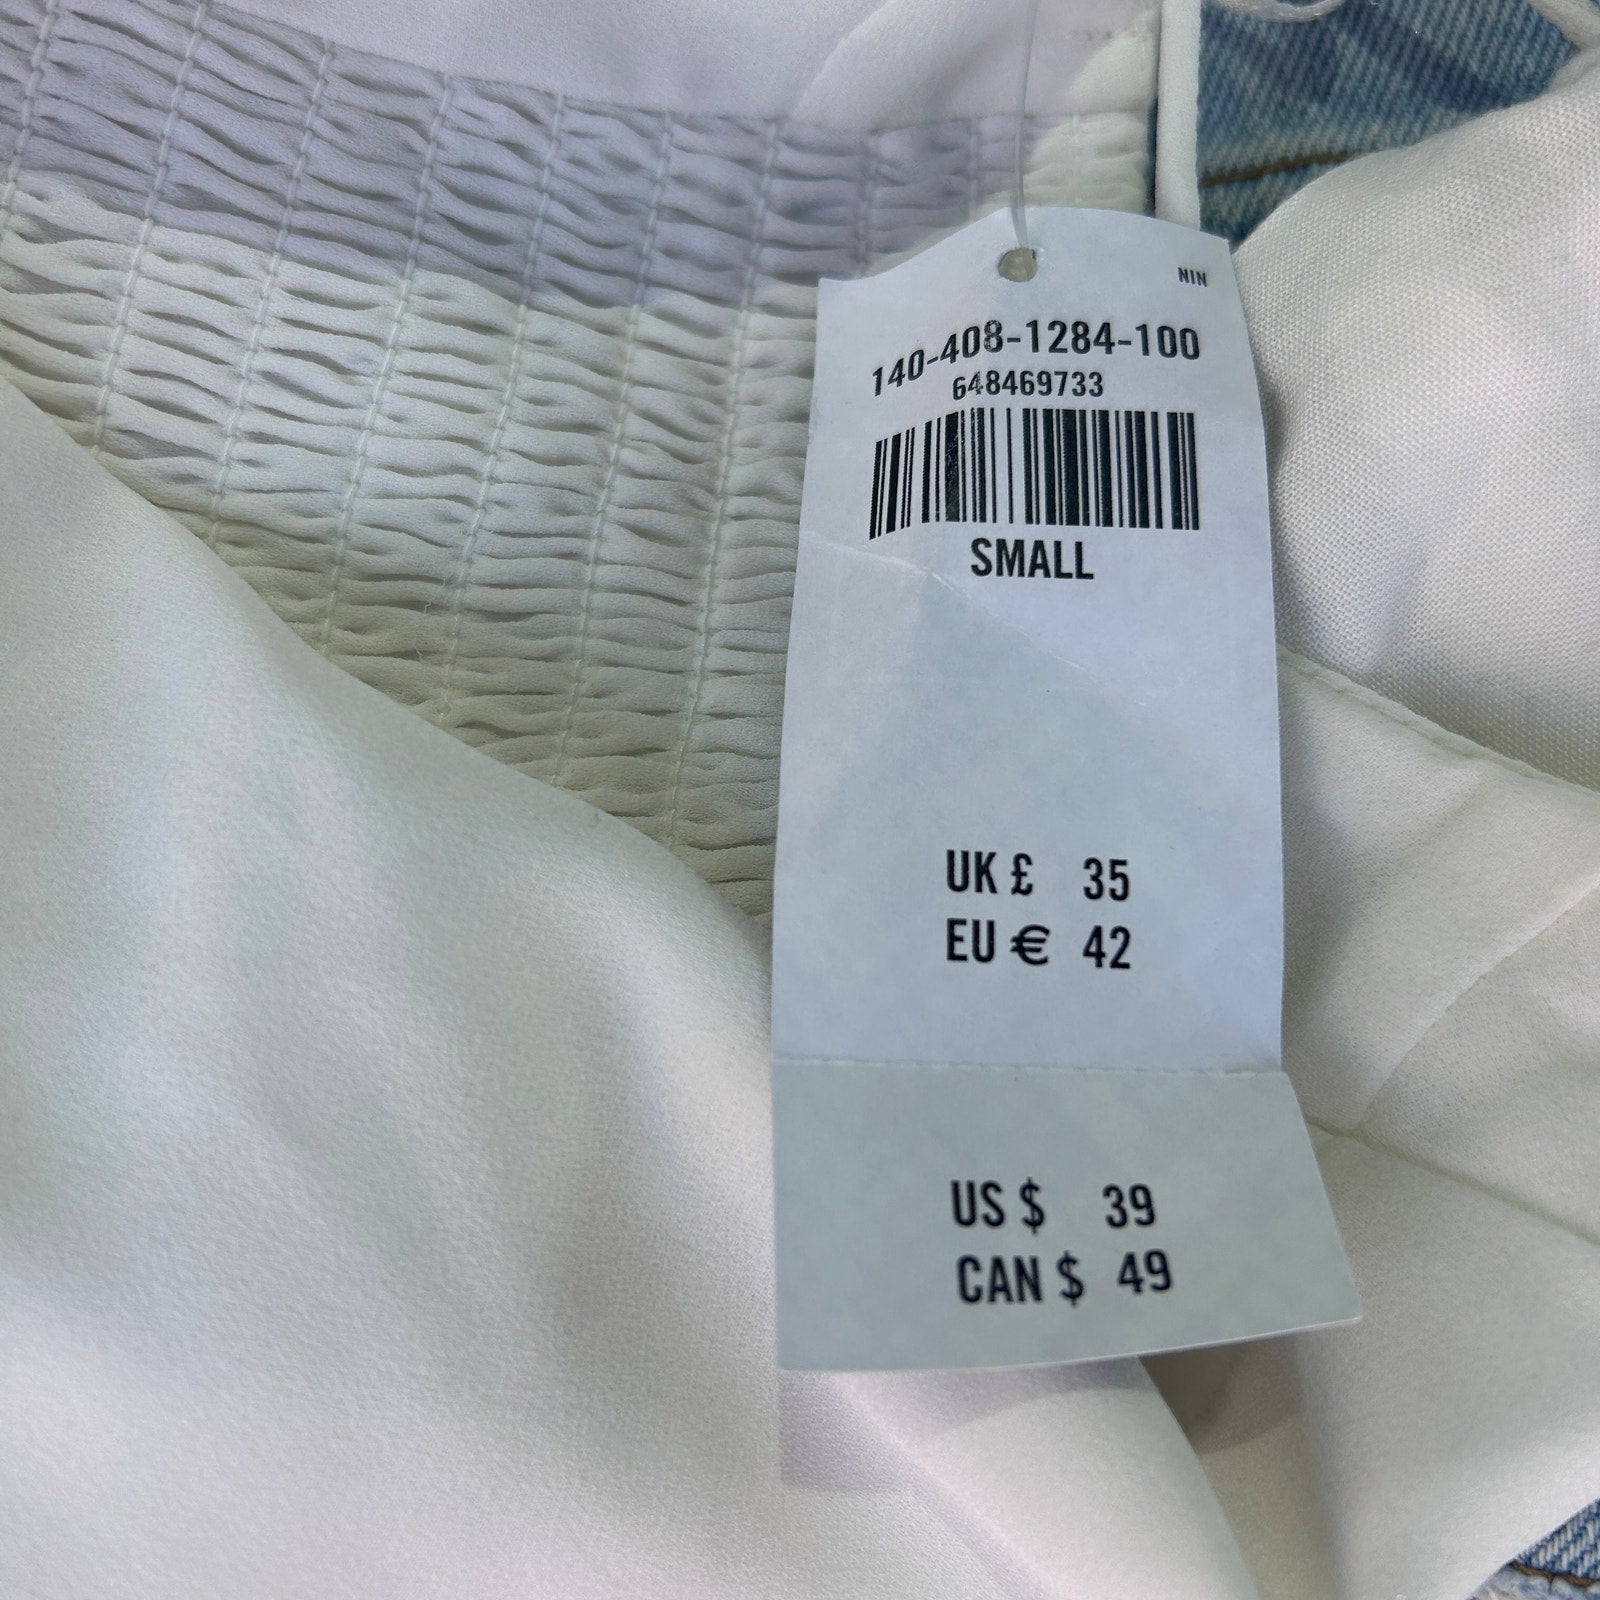 NIN
140-408-1284-100
648469733
SMALL
UK £ 35
EU € 42
US $ 39
CAN $ 49